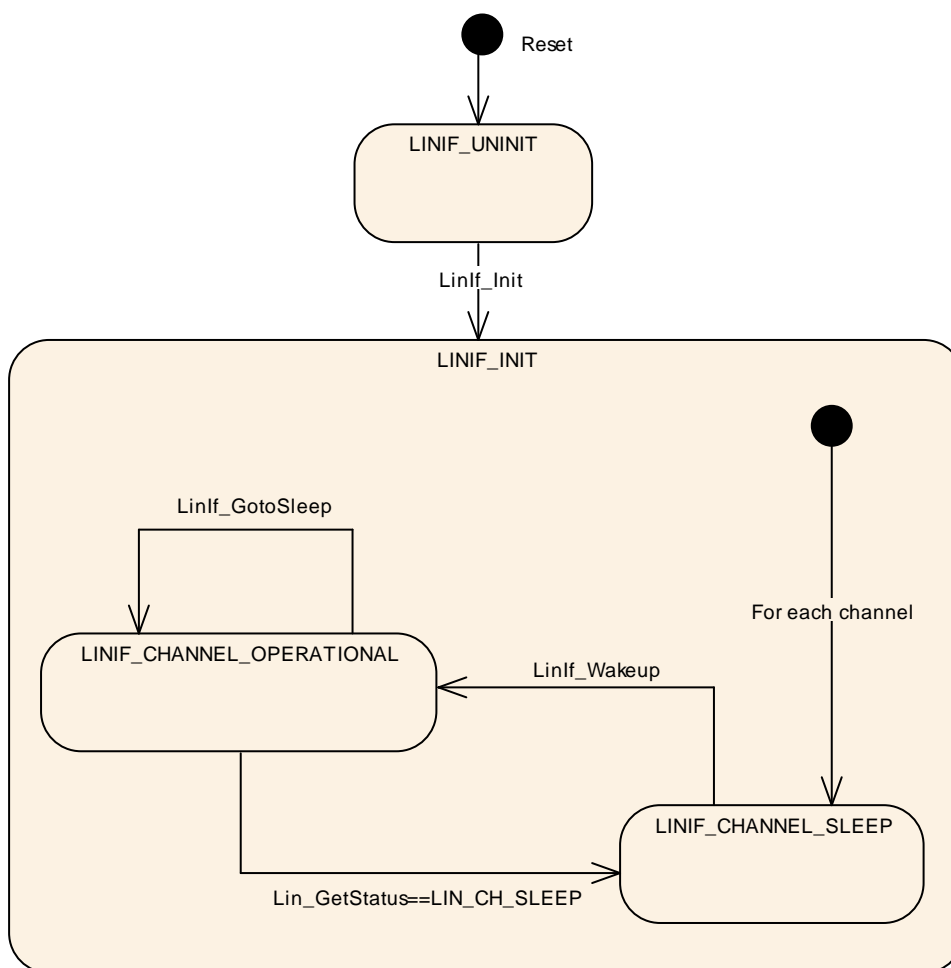 Reset
LINIF_UNINIT
LinIf_Init
LINIF_INIT
LinIf_GotoSleep
For each channel
LINIF_CHANNEL_OPERATIONAL
LinIf_Wakeup
LINIF_CHANNEL_SLEEP
Lin_GetStatus==LIN_CH_SLEEP